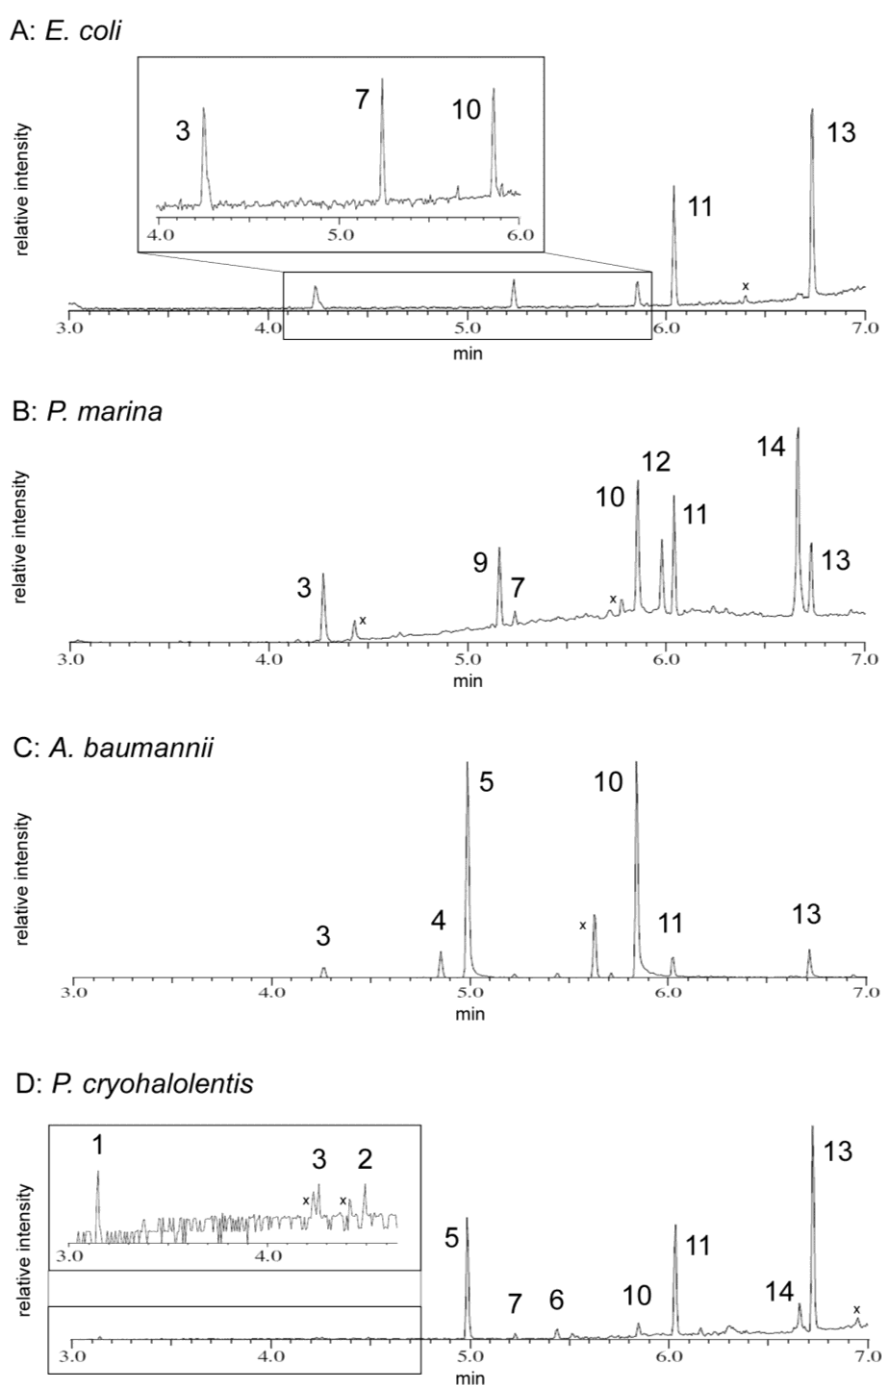 A: E. coli
relative intensity
3
7
10
4.0 5.0 6.0
11
13
x
3.0 4.0 5.0 6.0 7.0
min
B: P. marina
relative intensity
3
x
9
7
x
10
12
11
14
13
3.0 4.0 5.0 6.0 7.0
min
C: A. baumannii
relative intensity
3
4
5
x
10
11
13
3.0 4.0 5.0 6.0 7.0
min
D: P. cryohalolentis
relative intensity
1
x
3
x
2
3.0 4.0
5
7
6
10
11
14
13
x
3.0 4.0 5.0 6.0 7.0
min